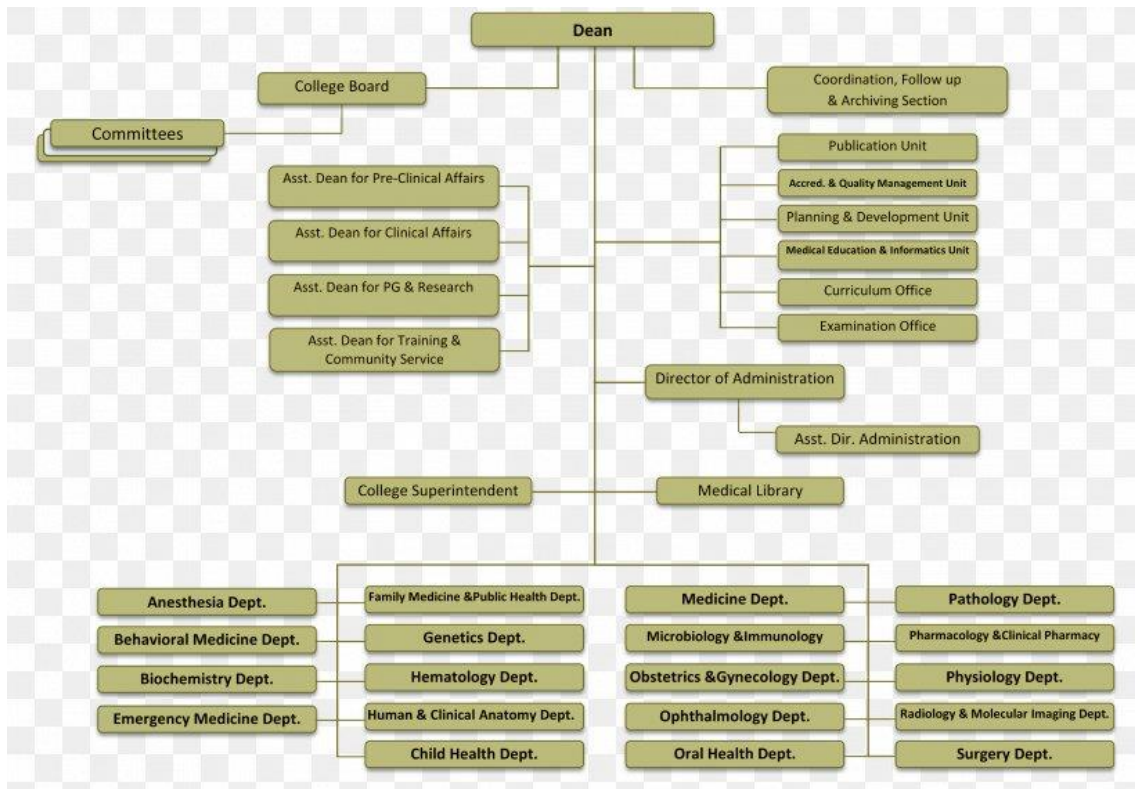 Dean
College Board
Coordination, Follow up
& Archiving Section
Committees
Publication Unit
Asst. Dean for Pre-Clinical Affairs
Accred. & Quality Management Unit
Planning & Development Unit
Asst. Dean for Clinical Affairs
Medical Education & Informatics Unit
Asst. Dean for PG & Research
Curriculum Office
Examination Office
Asst. Dean for Training &
Community Service
Director of Administration
Asst. Dir. Administration
College Superintendent
Medical Library
Anesthesia Dept.
Family Medicine &Public Health Dept.
Medicine Dept.
Pathology Dept.
Behavioral Medicine Dept.
Genetics Dept.
Microbiology &Immunology
Pharmacology &Clinical Pharmacy
Biochemistry Dept.
Hematology Dept.
Obstetrics &Gynecology Dept.
Physiology Dept.
Emergency Medicine Dept.
Human & Clinical Anatomy Dept.
Ophthalmology Dept.
Radiology & Molecular Imaging Dept.
Child Health Dept.
Oral Health Dept.
Surgery Dept.